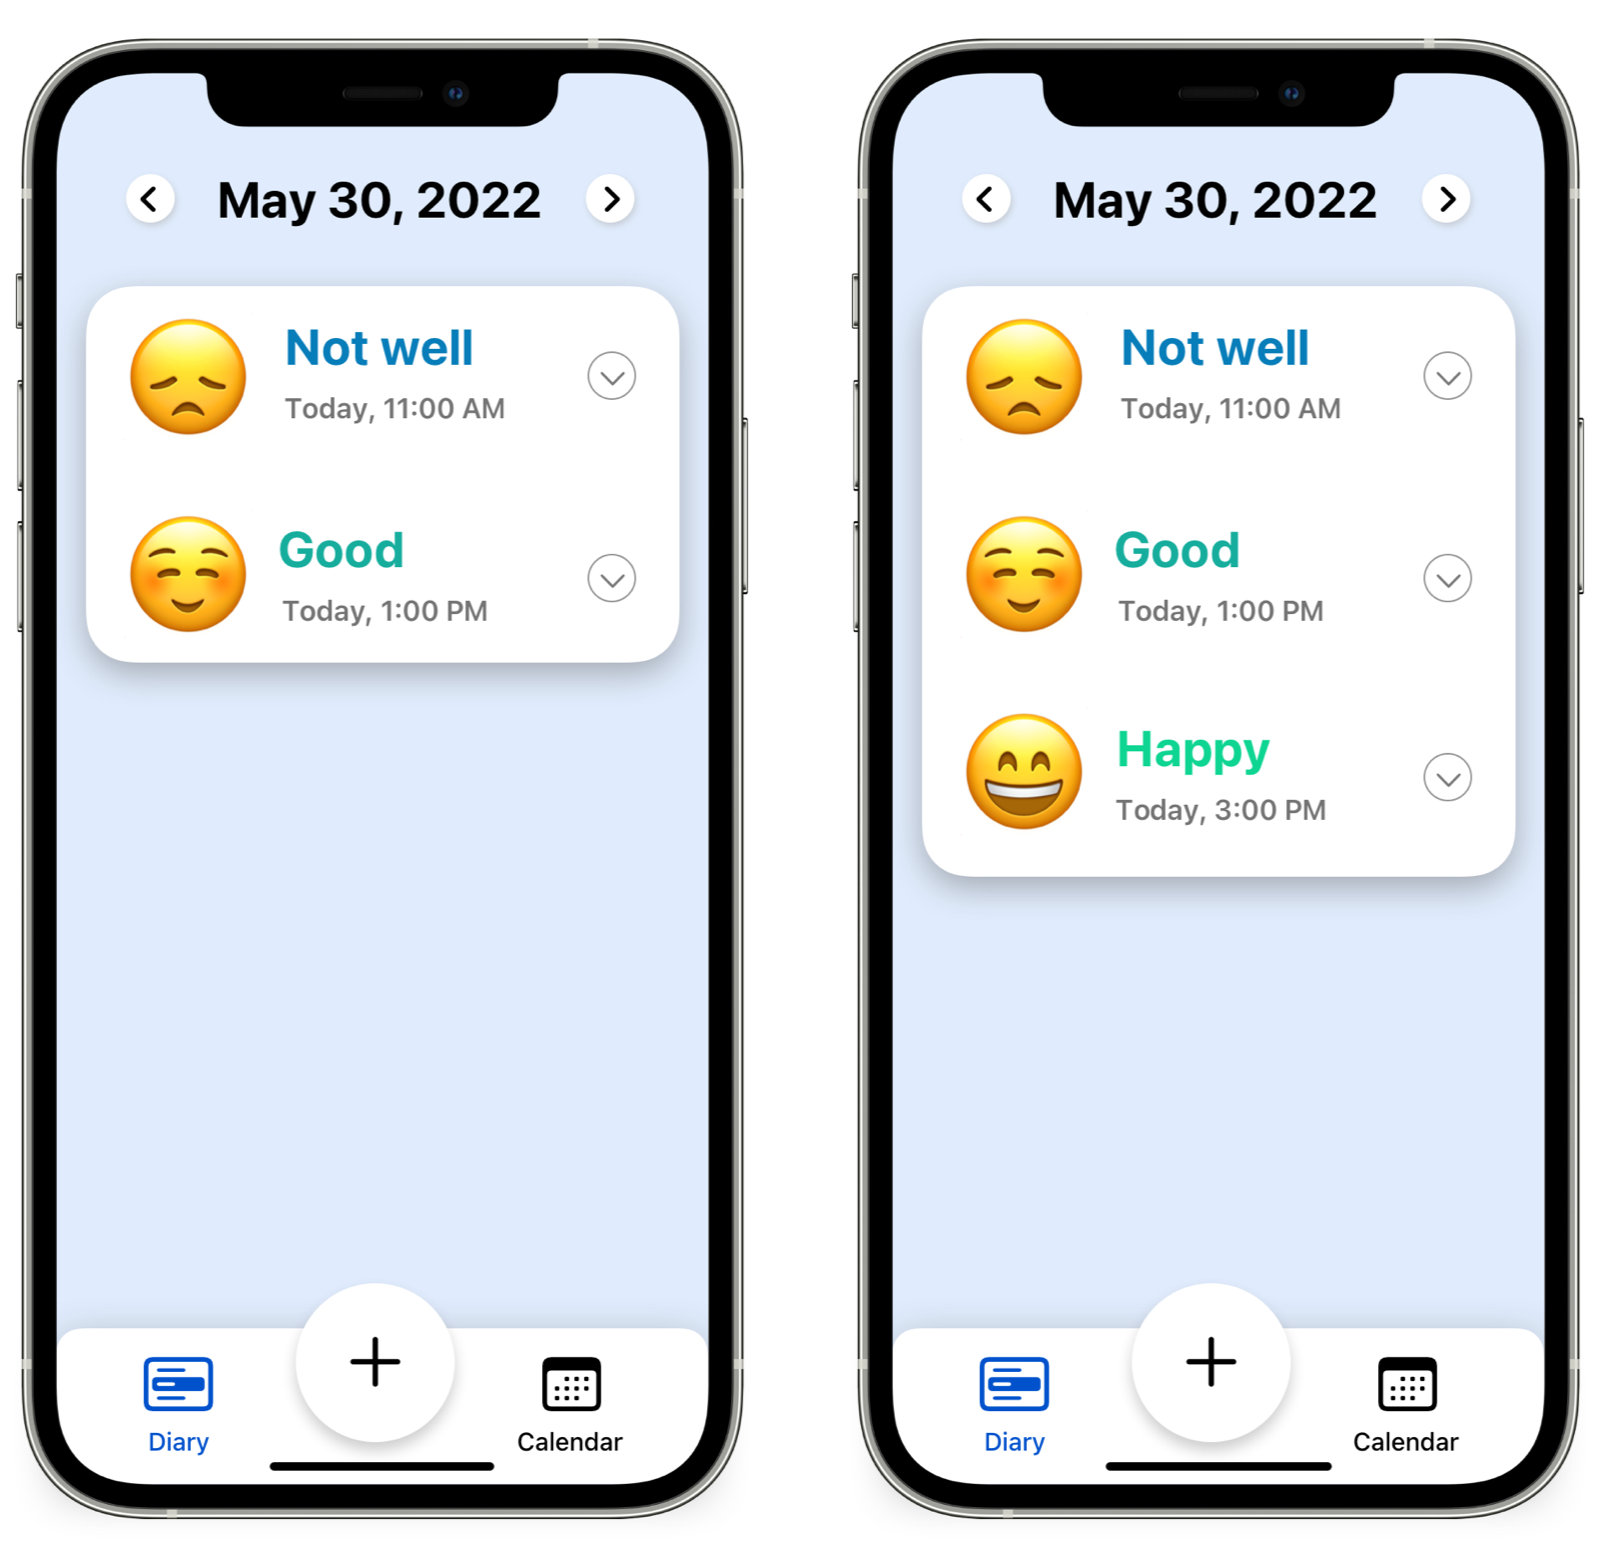 May 30, 2022
Not well
Today, 11:00 AM
Good
Today, 1:00 PM
Diary
Calendar
May 30, 2022
Not well
Today, 11:00 AM
Good
Today, 1:00 PM
Happy
Today, 3:00 PM
Diary
Calendar